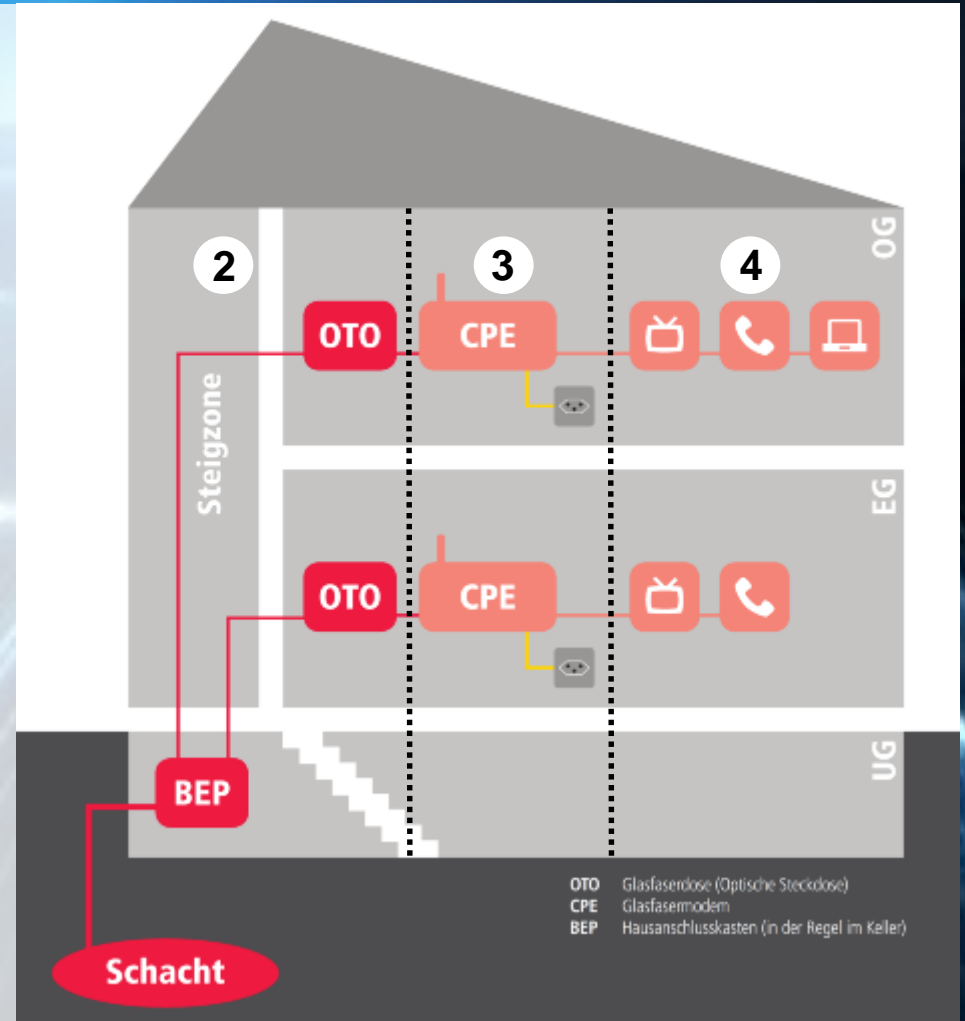 2
3
4
OG
OTO
CPE
Steigzone
EG
OTO
CPE
UG
BEP
OTO Glasfaserdose (Optische Steckdose)
CPE Glasfasermodem
BEP Hausanschlusskasten (in der Regel im Keller)
Schacht